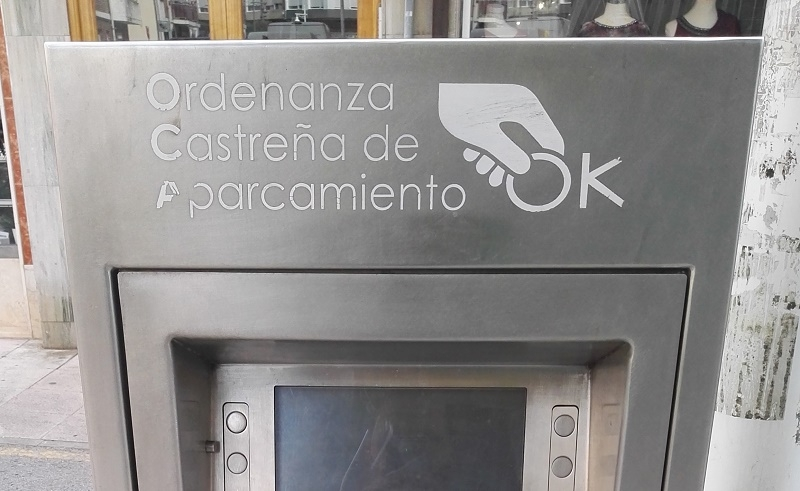 Ordenanza
Castreña de
Aparcamiento
OK